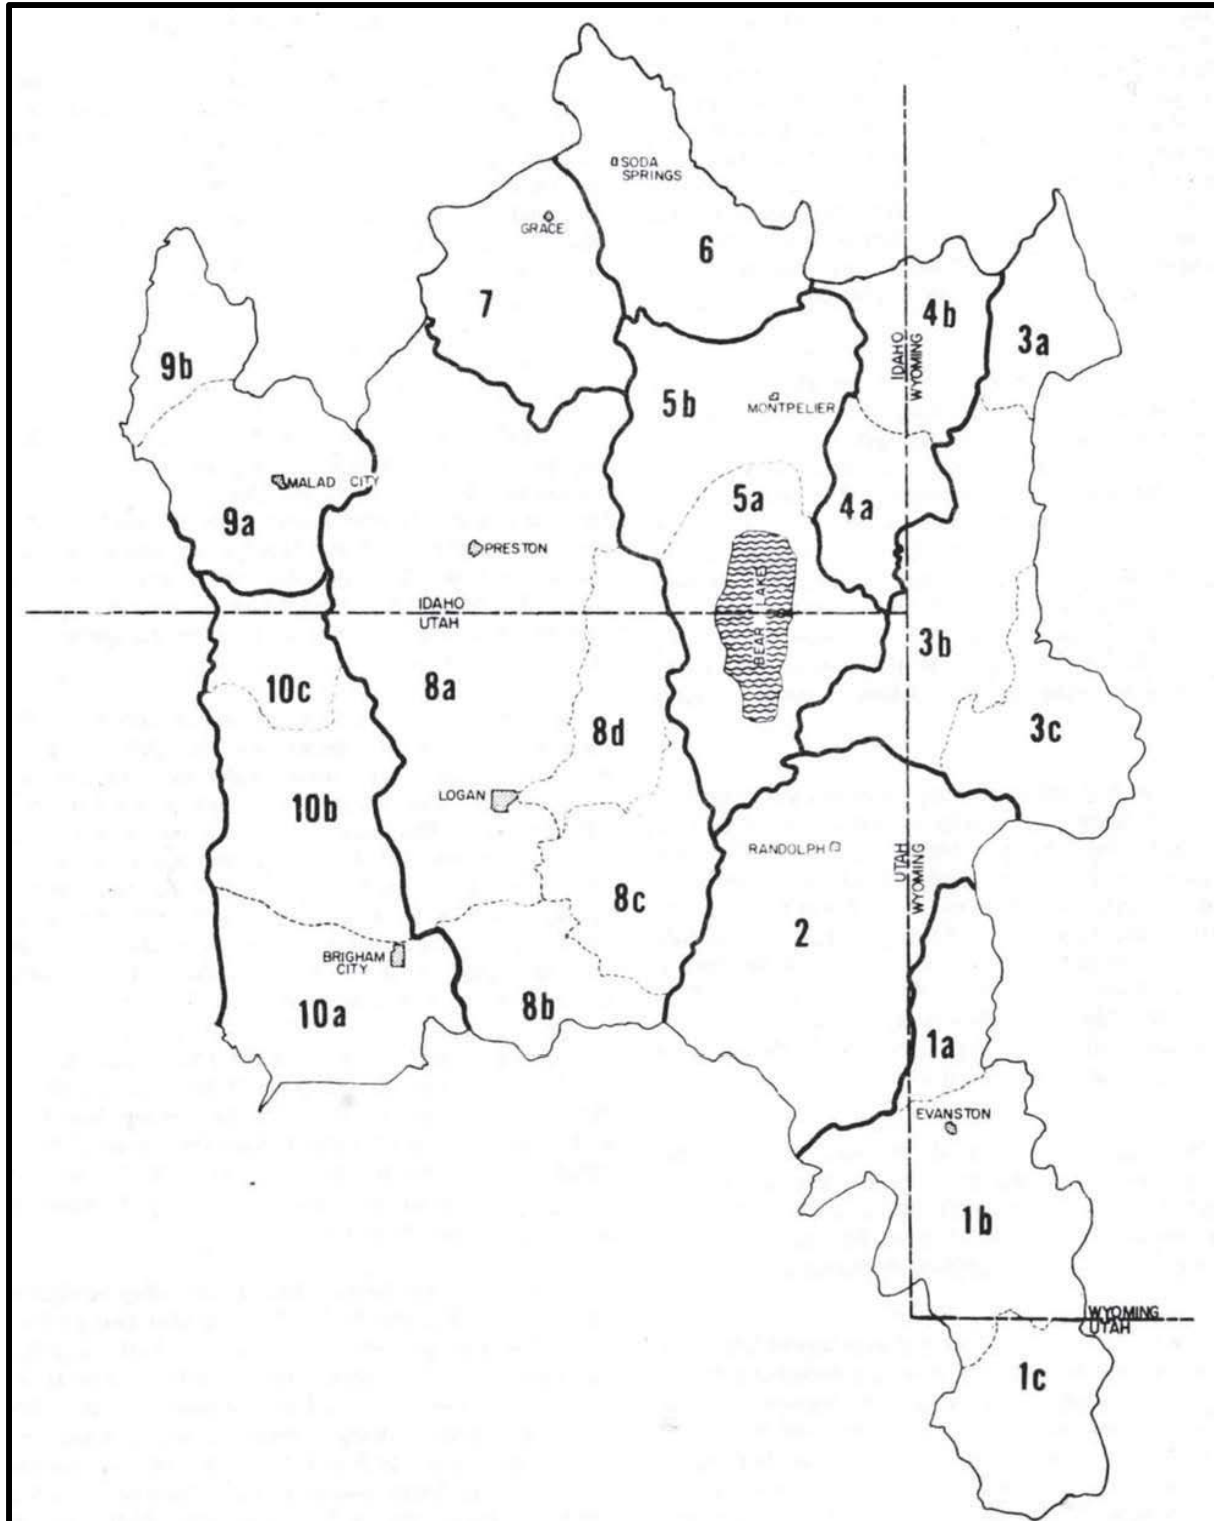 SODA
SPRINGS
GRACE
6
7
4b
3a
9b
IDAHO
WYOMING
5b
MONTPELIER
MALAD CITY
5a
4a
9a
PRESTON
IDAHO
UTAH
BEAR LAKE
3b
10c
8a
8d
3c
LOGAN
10b
RANDOLPH
UTAH
WYOMING
8c
2
BRIGHAM
CITY
10a
8b
1a
EVANSTON
1b
WYOMING
UTAH
1c